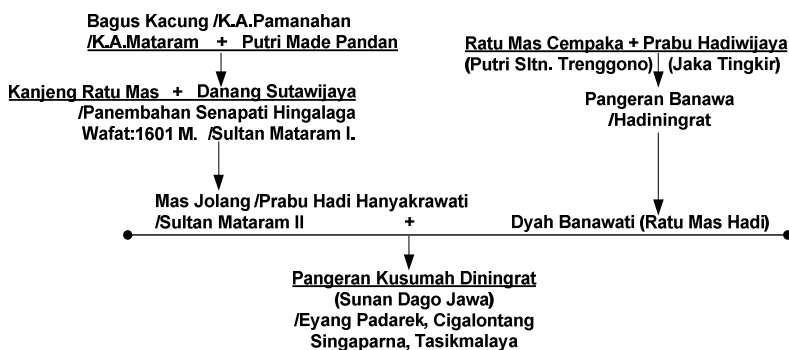 Bagus Kacung /K.A.Pamanahan
/K.A.Mataram + Putri Made Pandan
Ratu Mas Cempaka + Prabu Hadiwijaya
(Putri Sltn. Trenggono) (Jaka Tingkir)
Kanjeng Ratu Mas + Danang Sutawijaya
/Panembahan Senapati Hingalaga
Wafat:1601 M. /Sultan Mataram I.
Pangeran Banawa
/Hadiningrat
Mas Jolang /Prabu Hadi Hanyakrawati
/Sultan Mataram II + Dyah Banawati (Ratu Mas Hadi)
Pangeran Kusumah Diningrat
(Sunan Dago Jawa)
/Eyang Padarek, Cigalontang
Singaparna, Tasikmalaya